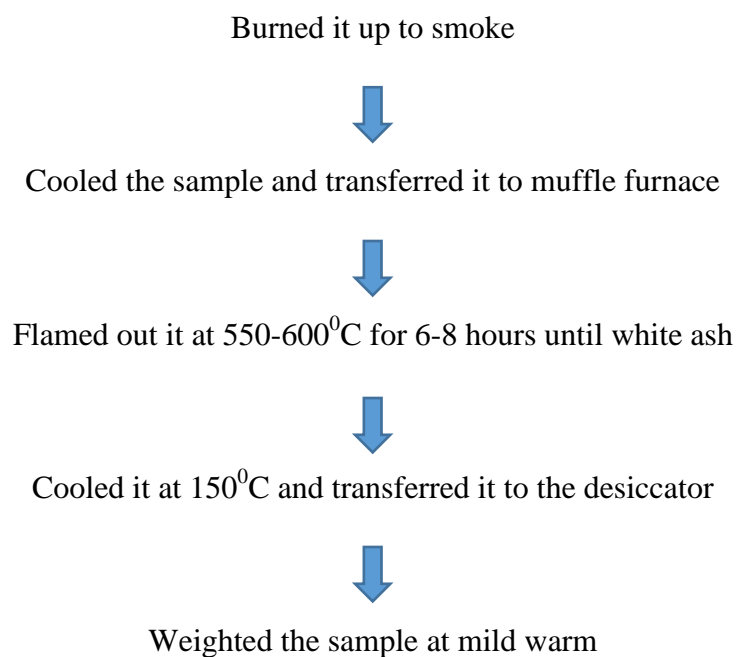 Burned it up to smoke
Cooled the sample and transferred it to muffle furnace
Flamed out it at 550-600⁰C for 6-8 hours until white ash
Cooled it at 150⁰C and transferred it to the desiccator
Weighted the sample at mild warm